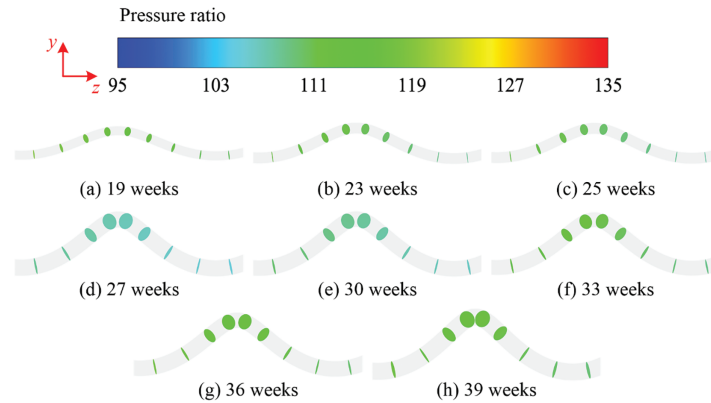 Pressure ratio
y
z
95 103 111 119 127 135
(a) 19 weeks (b) 23 weeks (c) 25 weeks
(d) 27 weeks (e) 30 weeks (f) 33 weeks
(g) 36 weeks (h) 39 weeks